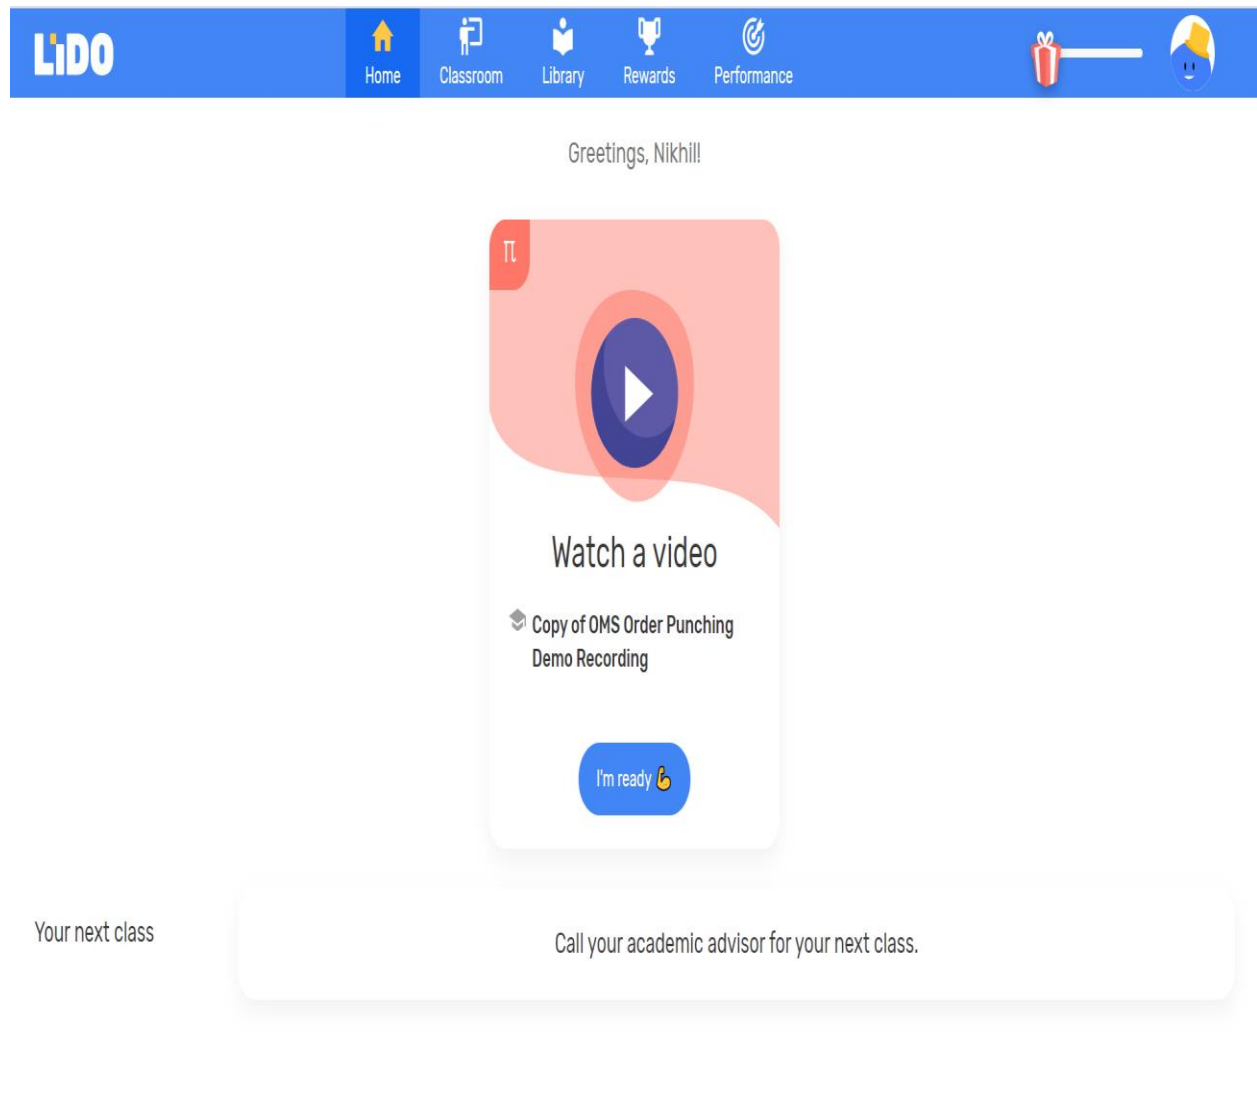 LiDO
Home
Classroom
Library
Rewards
Performance
Greetings, Nikhil!
π
Watch a video
Copy of OMS Order Punching
Demo Recording
I'm ready 💪
Your next class
Call your academic advisor for your next class.